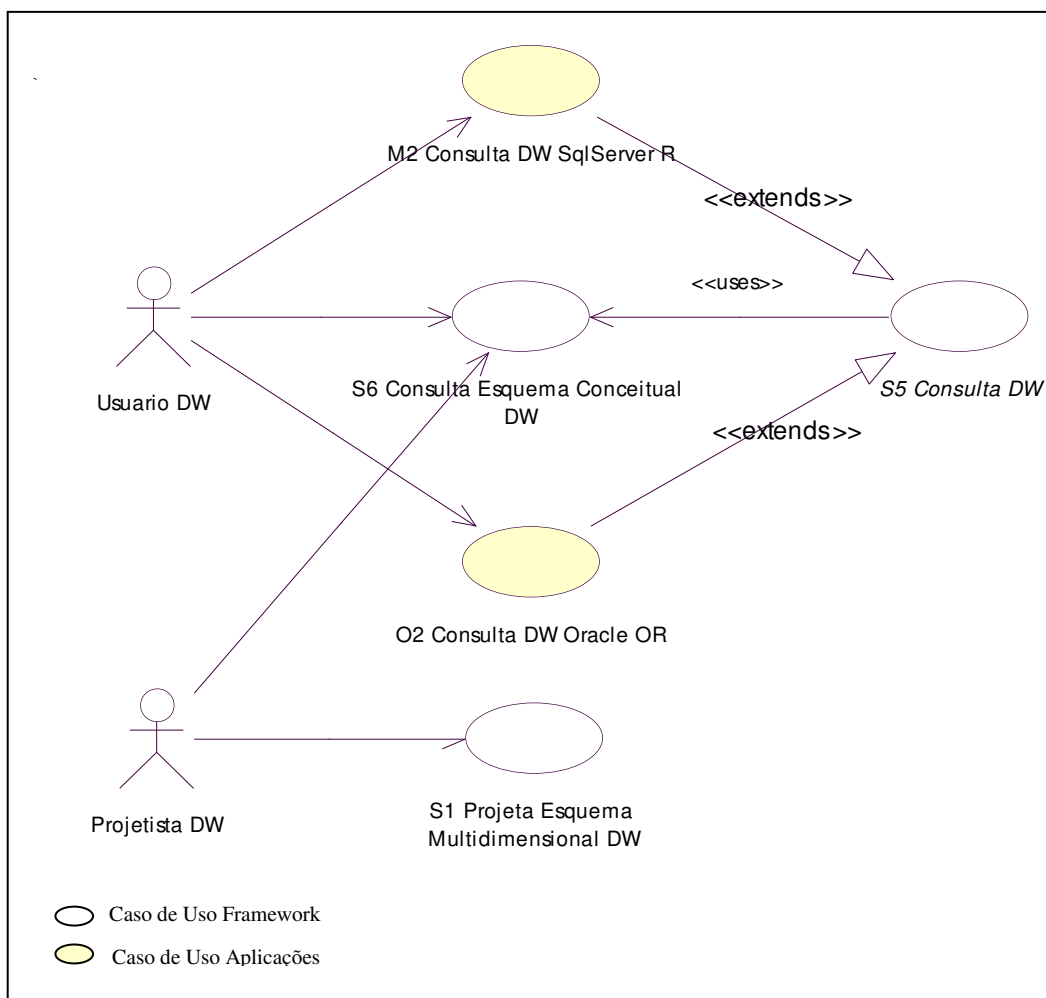 M2 Consulta DW SqlServer R
<<extends>>
<<uses>>
Usuario DW
S6 Consulta Esquema Conceitual
DW
S5 Consulta DW
<<extends>>
O2 Consulta DW Oracle OR
Projetista DW
S1 Projeta Esquema
Multidimensional DW
Caso de Uso Framework
Caso de Uso Aplicações